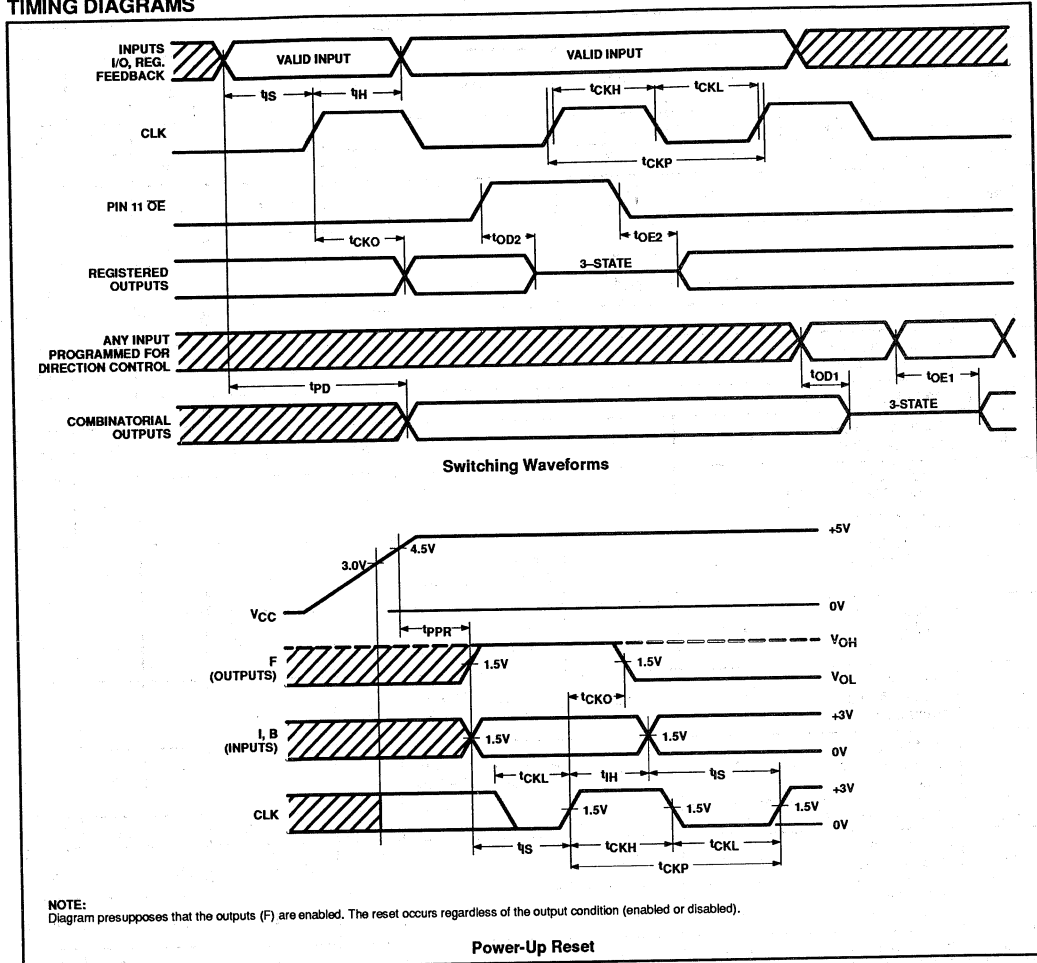 TIMING DIAGRAMS
INPUTS
I/O, REG.
FEEDBACK
VALID INPUT
VALID INPUT
tIS
tIH
tCKH
tCKL
CLK
tCKP
PIN 11 O̅E̅
tCKO
tOD2
tOE2
REGISTERED
OUTPUTS
3–STATE
ANY INPUT
PROGRAMMED FOR
DIRECTION CONTROL
tPD
tOD1
tOE1
COMBINATORIAL
OUTPUTS
3-STATE
Switching Waveforms
+5V
4.5V
3.0V
VCC
0V
tPPR
VOH
F
(OUTPUTS)
1.5V
1.5V
VOL
tCKO
+3V
I, B
(INPUTS)
1.5V
1.5V
0V
tCKL
tIH
tIS
+3V
CLK
1.5V
1.5V
1.5V
0V
tIS
tCKH
tCKL
tCKP
NOTE:
Diagram presupposes that the outputs (F) are enabled. The reset occurs regardless of the output condition (enabled or disabled).
Power-Up Reset